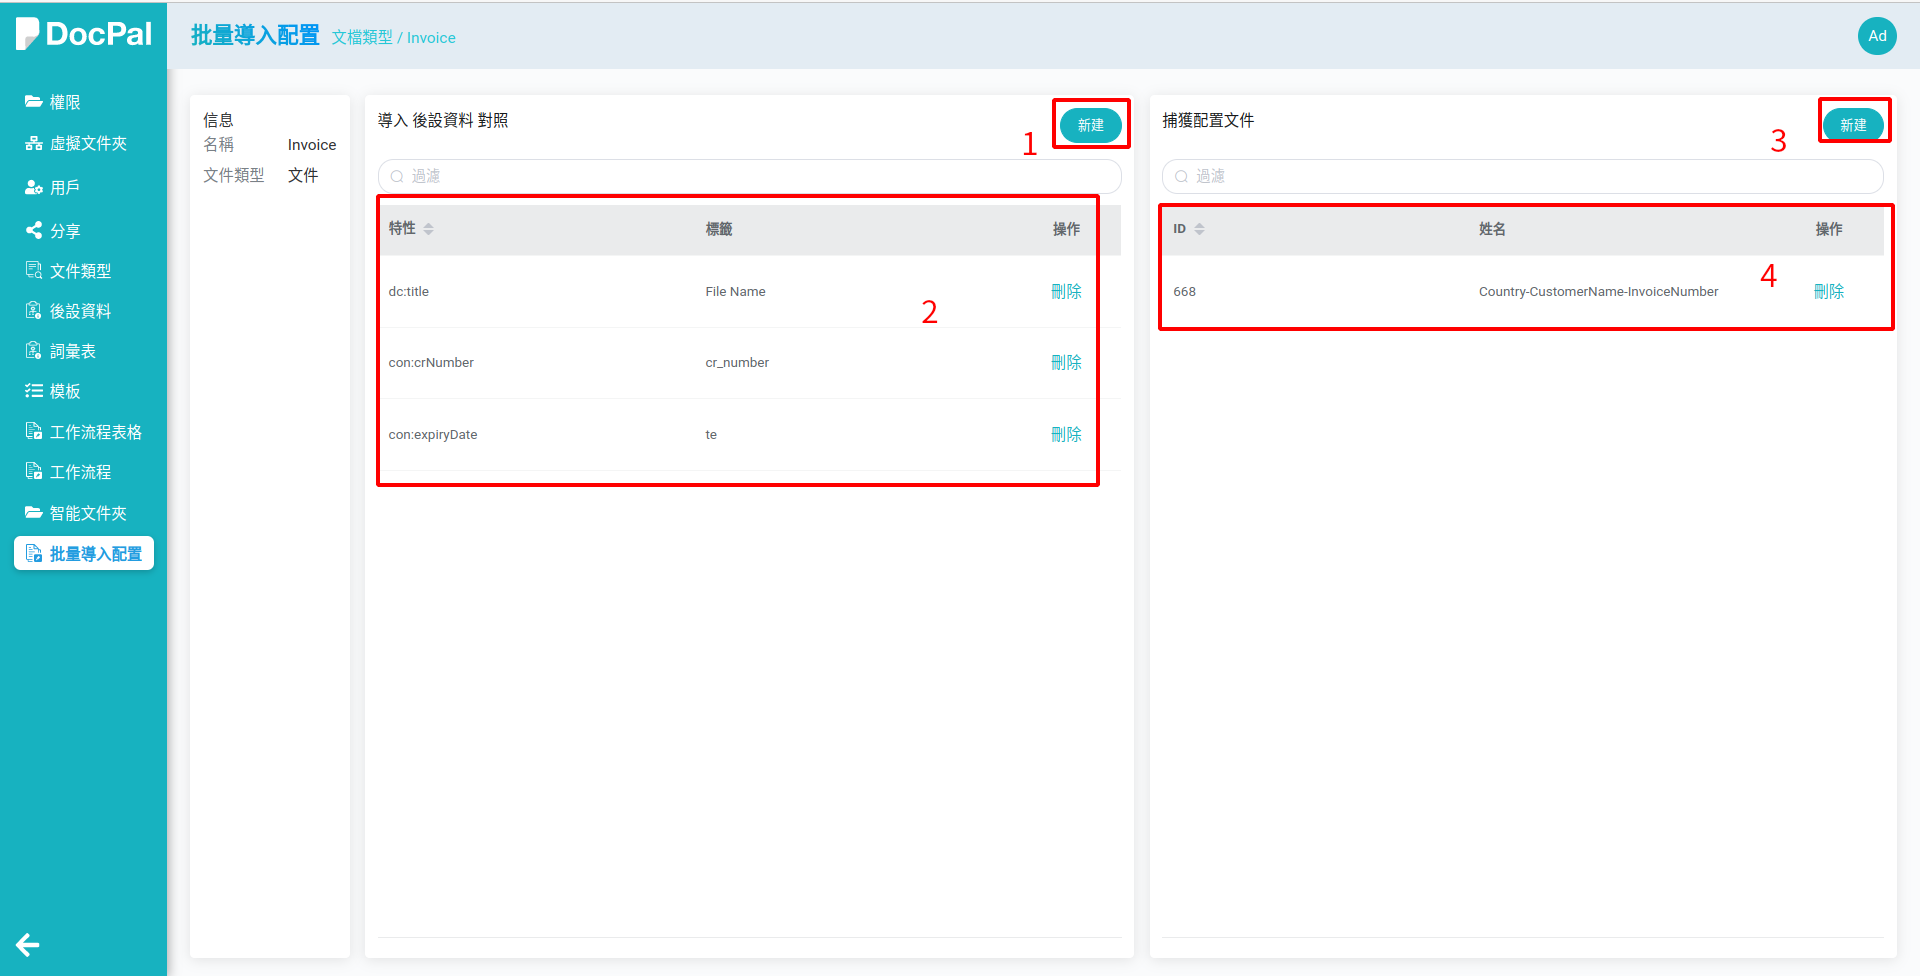 DocPal
批量導入配置 文檔類型 / Invoice
Ad
權限
虛擬文件夾
用戶
分享
文件類型
後設資料
詞彙表
模板
工作流程表格
工作流程
智能文件夾
批量導入配置
信息
名稱 Invoice
文件類型 文件
導入 後設資料 對照
1 新建
過濾
特性 標籤 操作
dc:title File Name 刪除
2
con:crNumber cr_number 刪除
con:expiryDate te 刪除
捕獲配置文件
3 新建
過濾
ID 姓名 操作
4
668 Country-CustomerName-InvoiceNumber 刪除